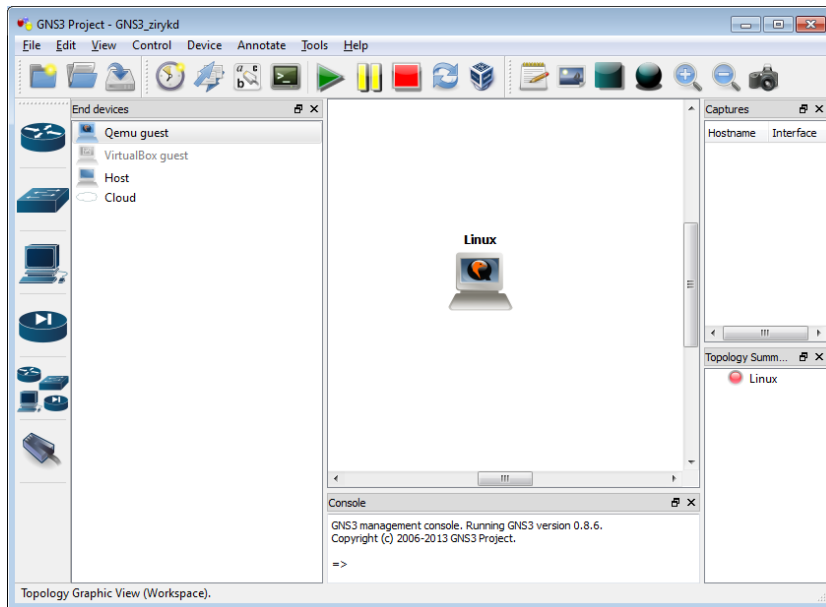 GNS3 Project - GNS3_zirykd
File Edit View Control Device Annotate Tools Help
End devices
Qemu guest
VirtualBox guest
Host
Cloud
Linux
Captures
Hostname Interface
Topology Summ...
Linux
Console
GNS3 management console. Running GNS3 version 0.8.6.
Copyright (c) 2006-2013 GNS3 Project.
=>
Topology Graphic View (Workspace).